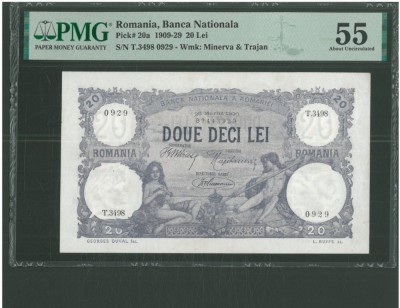 PMG
PAPER MONEY GUARANTY
Romania, Banca Nationala
Pick# 20a 1909-29 20 Lei
S/N T.3498 0929 - Wmk: Minerva & Trajan
55
About Uncirculated
20 BANCA NATIONALA A ROMANIEI 20
0929 T.3498
DOUE DECI LEI
ROMANIA ROMANIA
T.3498 0929
20 20
GEORGES DUVAL